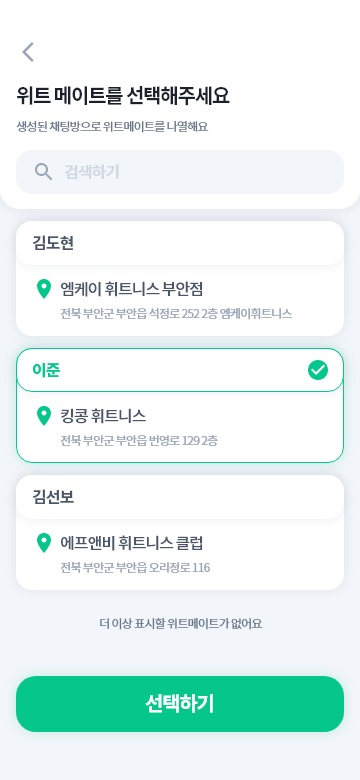 위트 메이트를 선택해주세요
생성된 채팅방으로 위트메이트를 나열해요
검색하기
김도현
엠케이 휘트니스 부안점
전북 부안군 부안읍 석정로 252 2층 엠케이휘트니스
이준
킹콩 휘트니스
전북 부안군 부안읍 번영로 129 2층
김선보
에프앤비 휘트니스 클럽
전북 부안군 부안읍 오리정로 116
더 이상 표시할 위트메이트가 없어요
선택하기